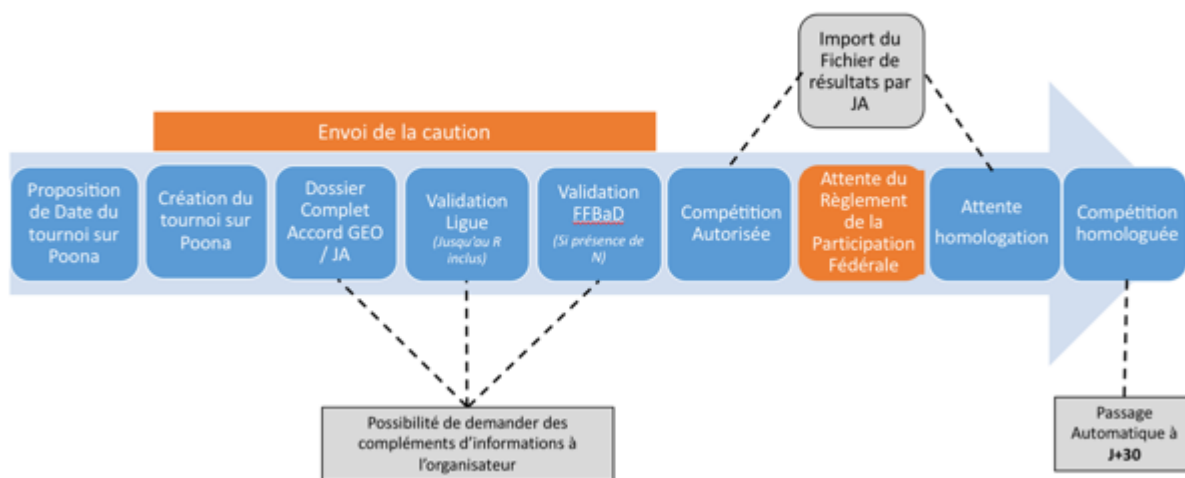 Import du
Fichier de
résultats par
JA
Envoi de la caution
Proposition
de Date du
tournoi sur
Poona
Création du
tournoi sur
Poona
Dossier
Complet
Accord GEO
/ JA
Validation
Ligue
(Jusqu'au R
inclus)
Validation
FFBaD
(Si présence de
N)
Compétition
Autorisée
Attente du
Règlement
de la
Participation
Fédérale
Attente
homologation
Compétition
homologuée
Possibilité de demander des
compléments d'informations à
l'organisateur
Passage
Automatique à
J+30